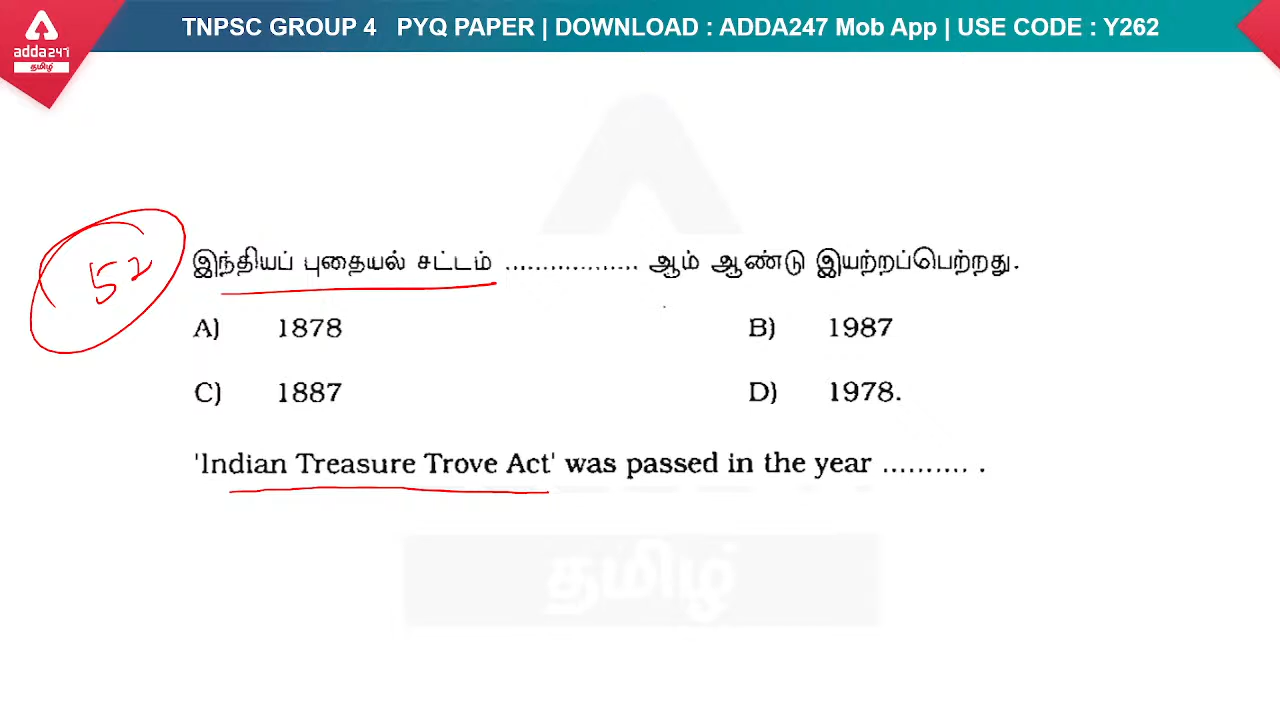 TNPSC GROUP 4 PYQ PAPER | DOWNLOAD : ADDA247 Mob App | USE CODE : Y262
adda247
தமிழ்
52
இந்தியப் புதையல் சட்டம் ................. ஆம் ஆண்டு இயற்றப்பெற்றது.
A) 1878 B) 1987
C) 1887 D) 1978.
'Indian Treasure Trove Act' was passed in the year .......... .
தமிழ்